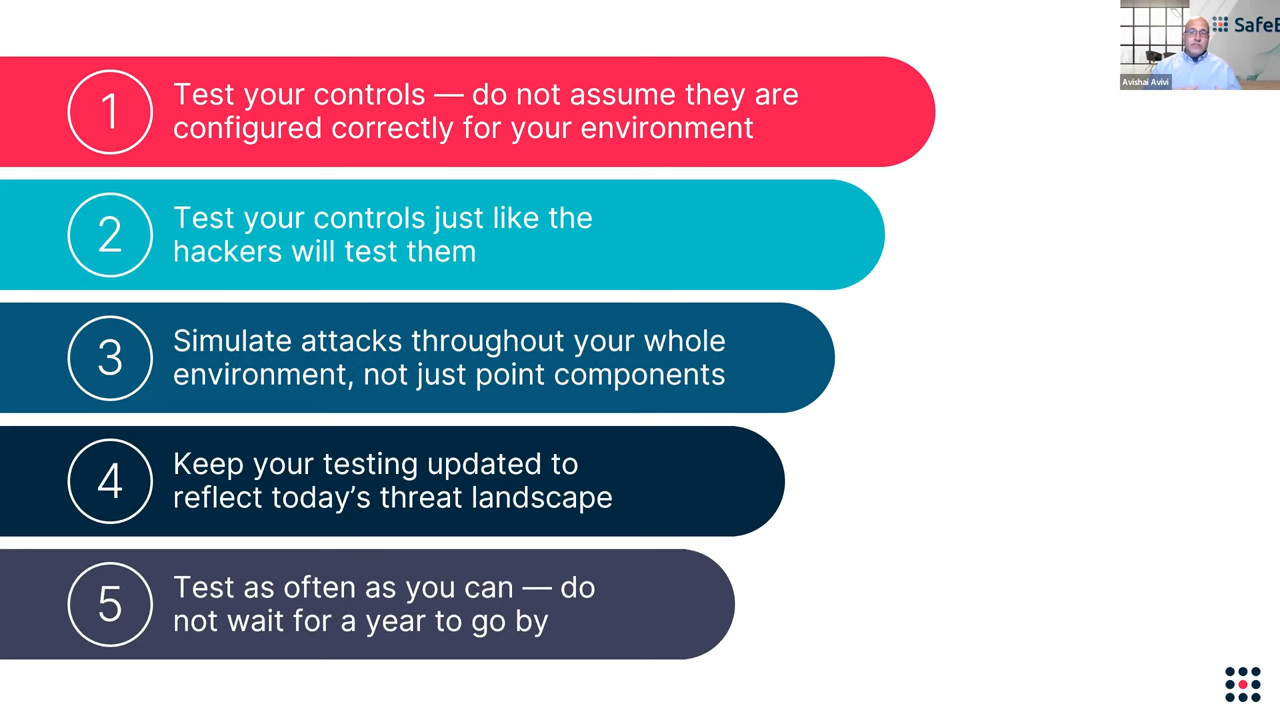 1
Test your controls — do not assume they are
configured correctly for your environment
2
Test your controls just like the
hackers will test them
3
Simulate attacks throughout your whole
environment, not just point components
4
Keep your testing updated to
reflect today’s threat landscape
5
Test as often as you can — do
not wait for a year to go by
SafeB
Avishai Avivi